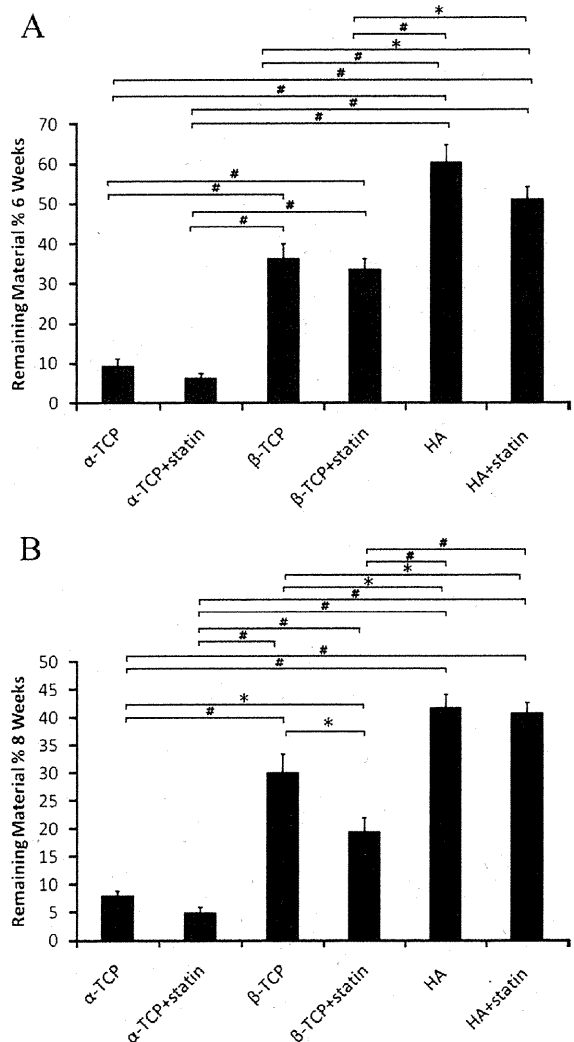 A
*
#
*
#
#
#
#
#
Remaining Material % 6 Weeks
70
60
50
40
30
20
10
0
#
#
#
#
α-TCP
α-TCP+statin
β-TCP
β-TCP+statin
HA
HA+statin
B
#
#
*
*
#
#
#
#
#
#
Remaining Material % 8 Weeks
50
45
40
35
30
25
20
15
10
5
0
*
#
*
α-TCP
α-TCP+statin
β-TCP
β-TCP+statin
HA
HA+statin